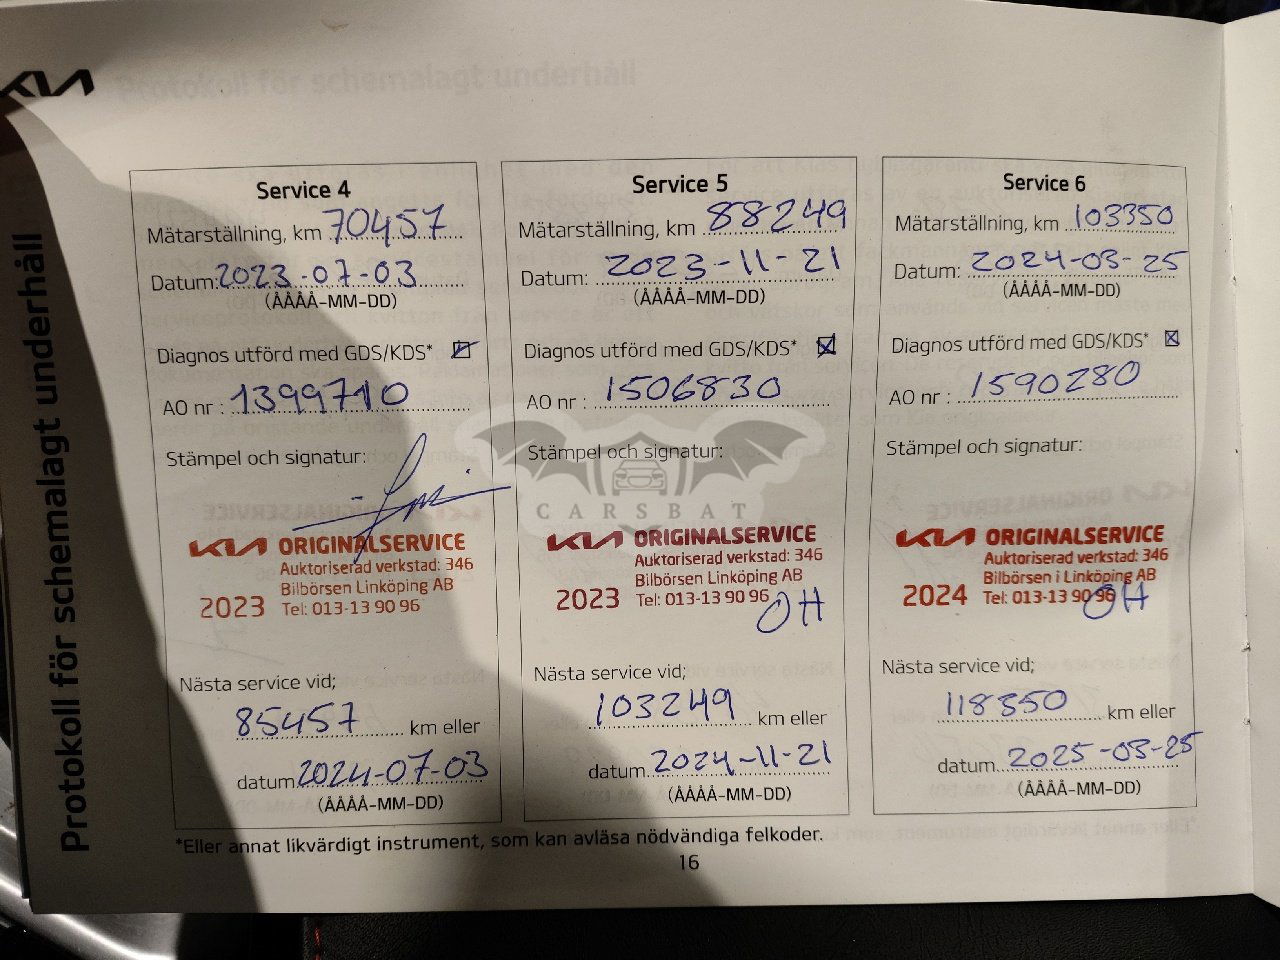 KIA
Protokoll för schemalagt underhåll
Service 4
Mätarställning, km 70457
Datum: 2023-07-03
(ÅÅÅÅ-MM-DD)
Diagnos utförd med GDS/KDS*
AO nr : 1399710
Stämpel och signatur:
KIA ORIGINALSERVICE
Auktoriserad verkstad: 346
Bilbörsen Linköping AB
2023 Tel: 013-13 90 96
Nästa service vid;
85457 km eller
datum 2024-07-03
(ÅÅÅÅ-MM-DD)
Service 5
Mätarställning, km 88249
Datum: 2023-11-21
(ÅÅÅÅ-MM-DD)
Diagnos utförd med GDS/KDS*
AO nr : 1506830
Stämpel och signatur:
CARSBAT
KIA ORIGINALSERVICE
Auktoriserad verkstad: 346
Bilbörsen Linköping AB
2023 Tel: 013-13 90 96
OH
Nästa service vid;
103249 km eller
datum 2024-11-21
(ÅÅÅÅ-MM-DD)
Service 6
Mätarställning, km 103350
Datum: 2024-03-25
(ÅÅÅÅ-MM-DD)
Diagnos utförd med GDS/KDS*
AO nr : 1590280
Stämpel och signatur:
KIA ORIGINALSERVICE
Auktoriserad verkstad: 346
Bilbörsen i Linköping AB
2024 Tel: 013-13 90 96
OH
Nästa service vid;
118350 km eller
datum 2025-03-25
(ÅÅÅÅ-MM-DD)
*Eller annat likvärdigt instrument, som kan avläsa nödvändiga felkoder.
16